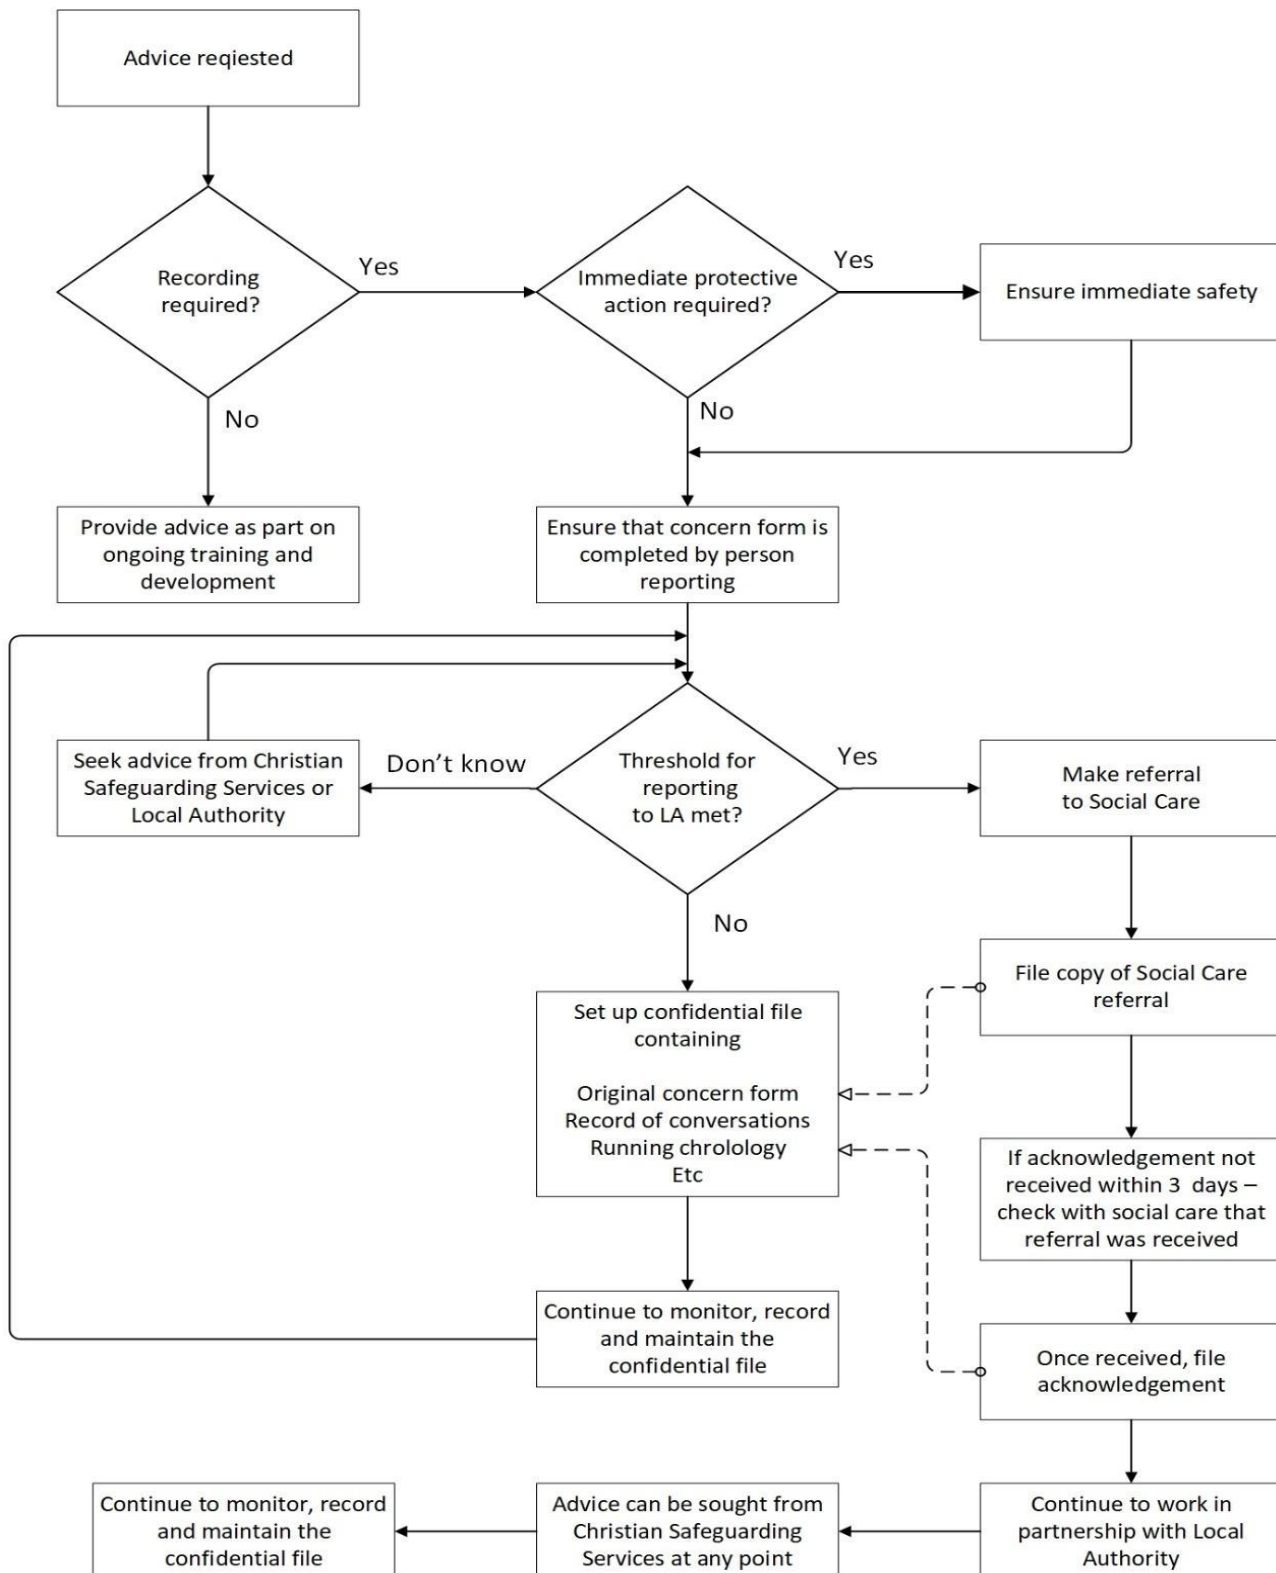 Advice reqiested
Recording
required?
Yes
Immediate protective
action required?
Yes
Ensure immediate safety
No
No
Provide advice as part on
ongoing training and
development
Ensure that concern form is
completed by person
reporting
Seek advice from Christian
Safeguarding Services or
Local Authority
Don’t know
Threshold for
reporting
to LA met?
Yes
Make referral
to Social Care
No
File copy of Social Care
referral
Set up confidential file
containing
Original concern form
Record of conversations
Running chrolology
Etc
If acknowledgement not
received within 3 days –
check with social care that
referral was received
Continue to monitor, record
and maintain the
confidential file
Once received, file
acknowledgement
Continue to monitor, record
and maintain the
confidential file
Advice can be sought from
Christian Safeguarding
Services at any point
Continue to work in
partnership with Local
Authority